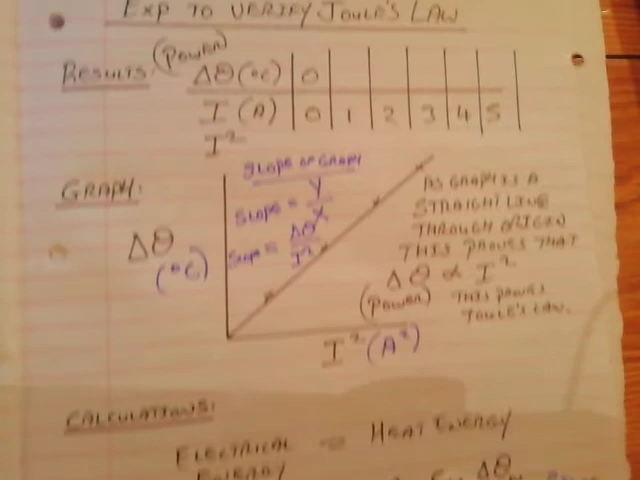 EXP TO VERIFY JOULE'S LAW
RESULTS: (POWER)
Δθ (°C) 0
I (A) 0 1 2 3 4 5
I²
GRAPH:
Δθ
(°C)
SLOPE OF GRAPH
SLOPE = Y/X
SLOPE = Δθ/I²
I² (A²)
AS GRAPH IS A
STRAIGHT LINE
THROUGH ORIGEN
THIS PROVES THAT
Δθ ∝ I²
(POWER) THIS PROVES
JOULE'S LAW.
CALCULATIONS:
ELECTRICAL = HEAT ENERGY
ENERGY
Δθ